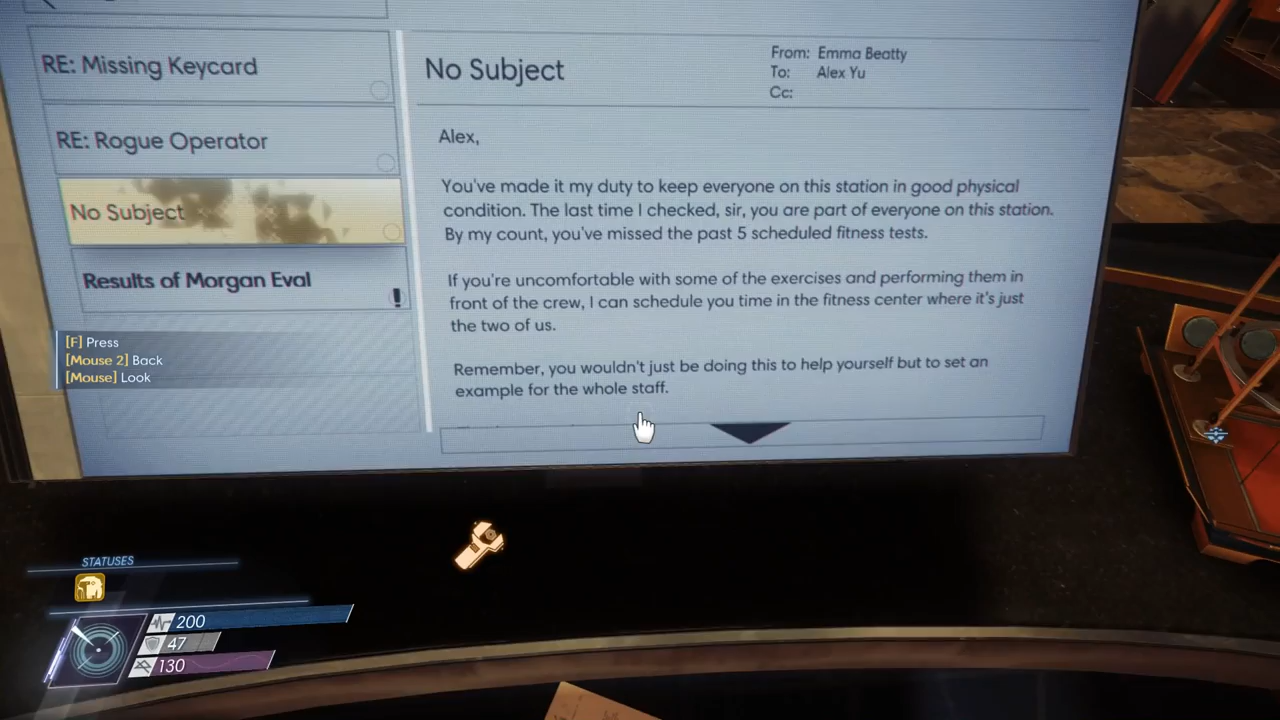 RE: Missing Keycard
RE: Rogue Operator
No Subject
Results of Morgan Eval
!
[F] Press
[Mouse 2] Back
[Mouse] Look
No Subject
From: Emma Beatty
To: Alex Yu
Cc:
Alex,
You've made it my duty to keep everyone on this station in good physical
condition. The last time I checked, sir, you are part of everyone on this station.
By my count, you've missed the past 5 scheduled fitness tests.
If you're uncomfortable with some of the exercises and performing them in
front of the crew, I can schedule you time in the fitness center where it's just
the two of us.
Remember, you wouldn't just be doing this to help yourself but to set an
example for the whole staff.
STATUSES
200
47
130